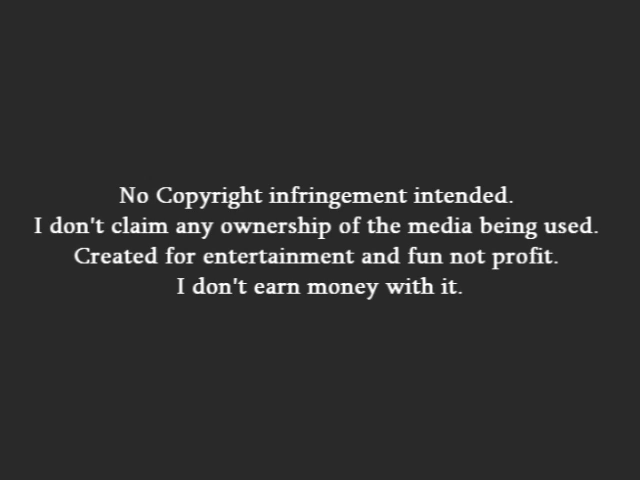 No Copyright infringement intended.
I don't claim any ownership of the media being used.
Created for entertainment and fun not profit.
I don't earn money with it.